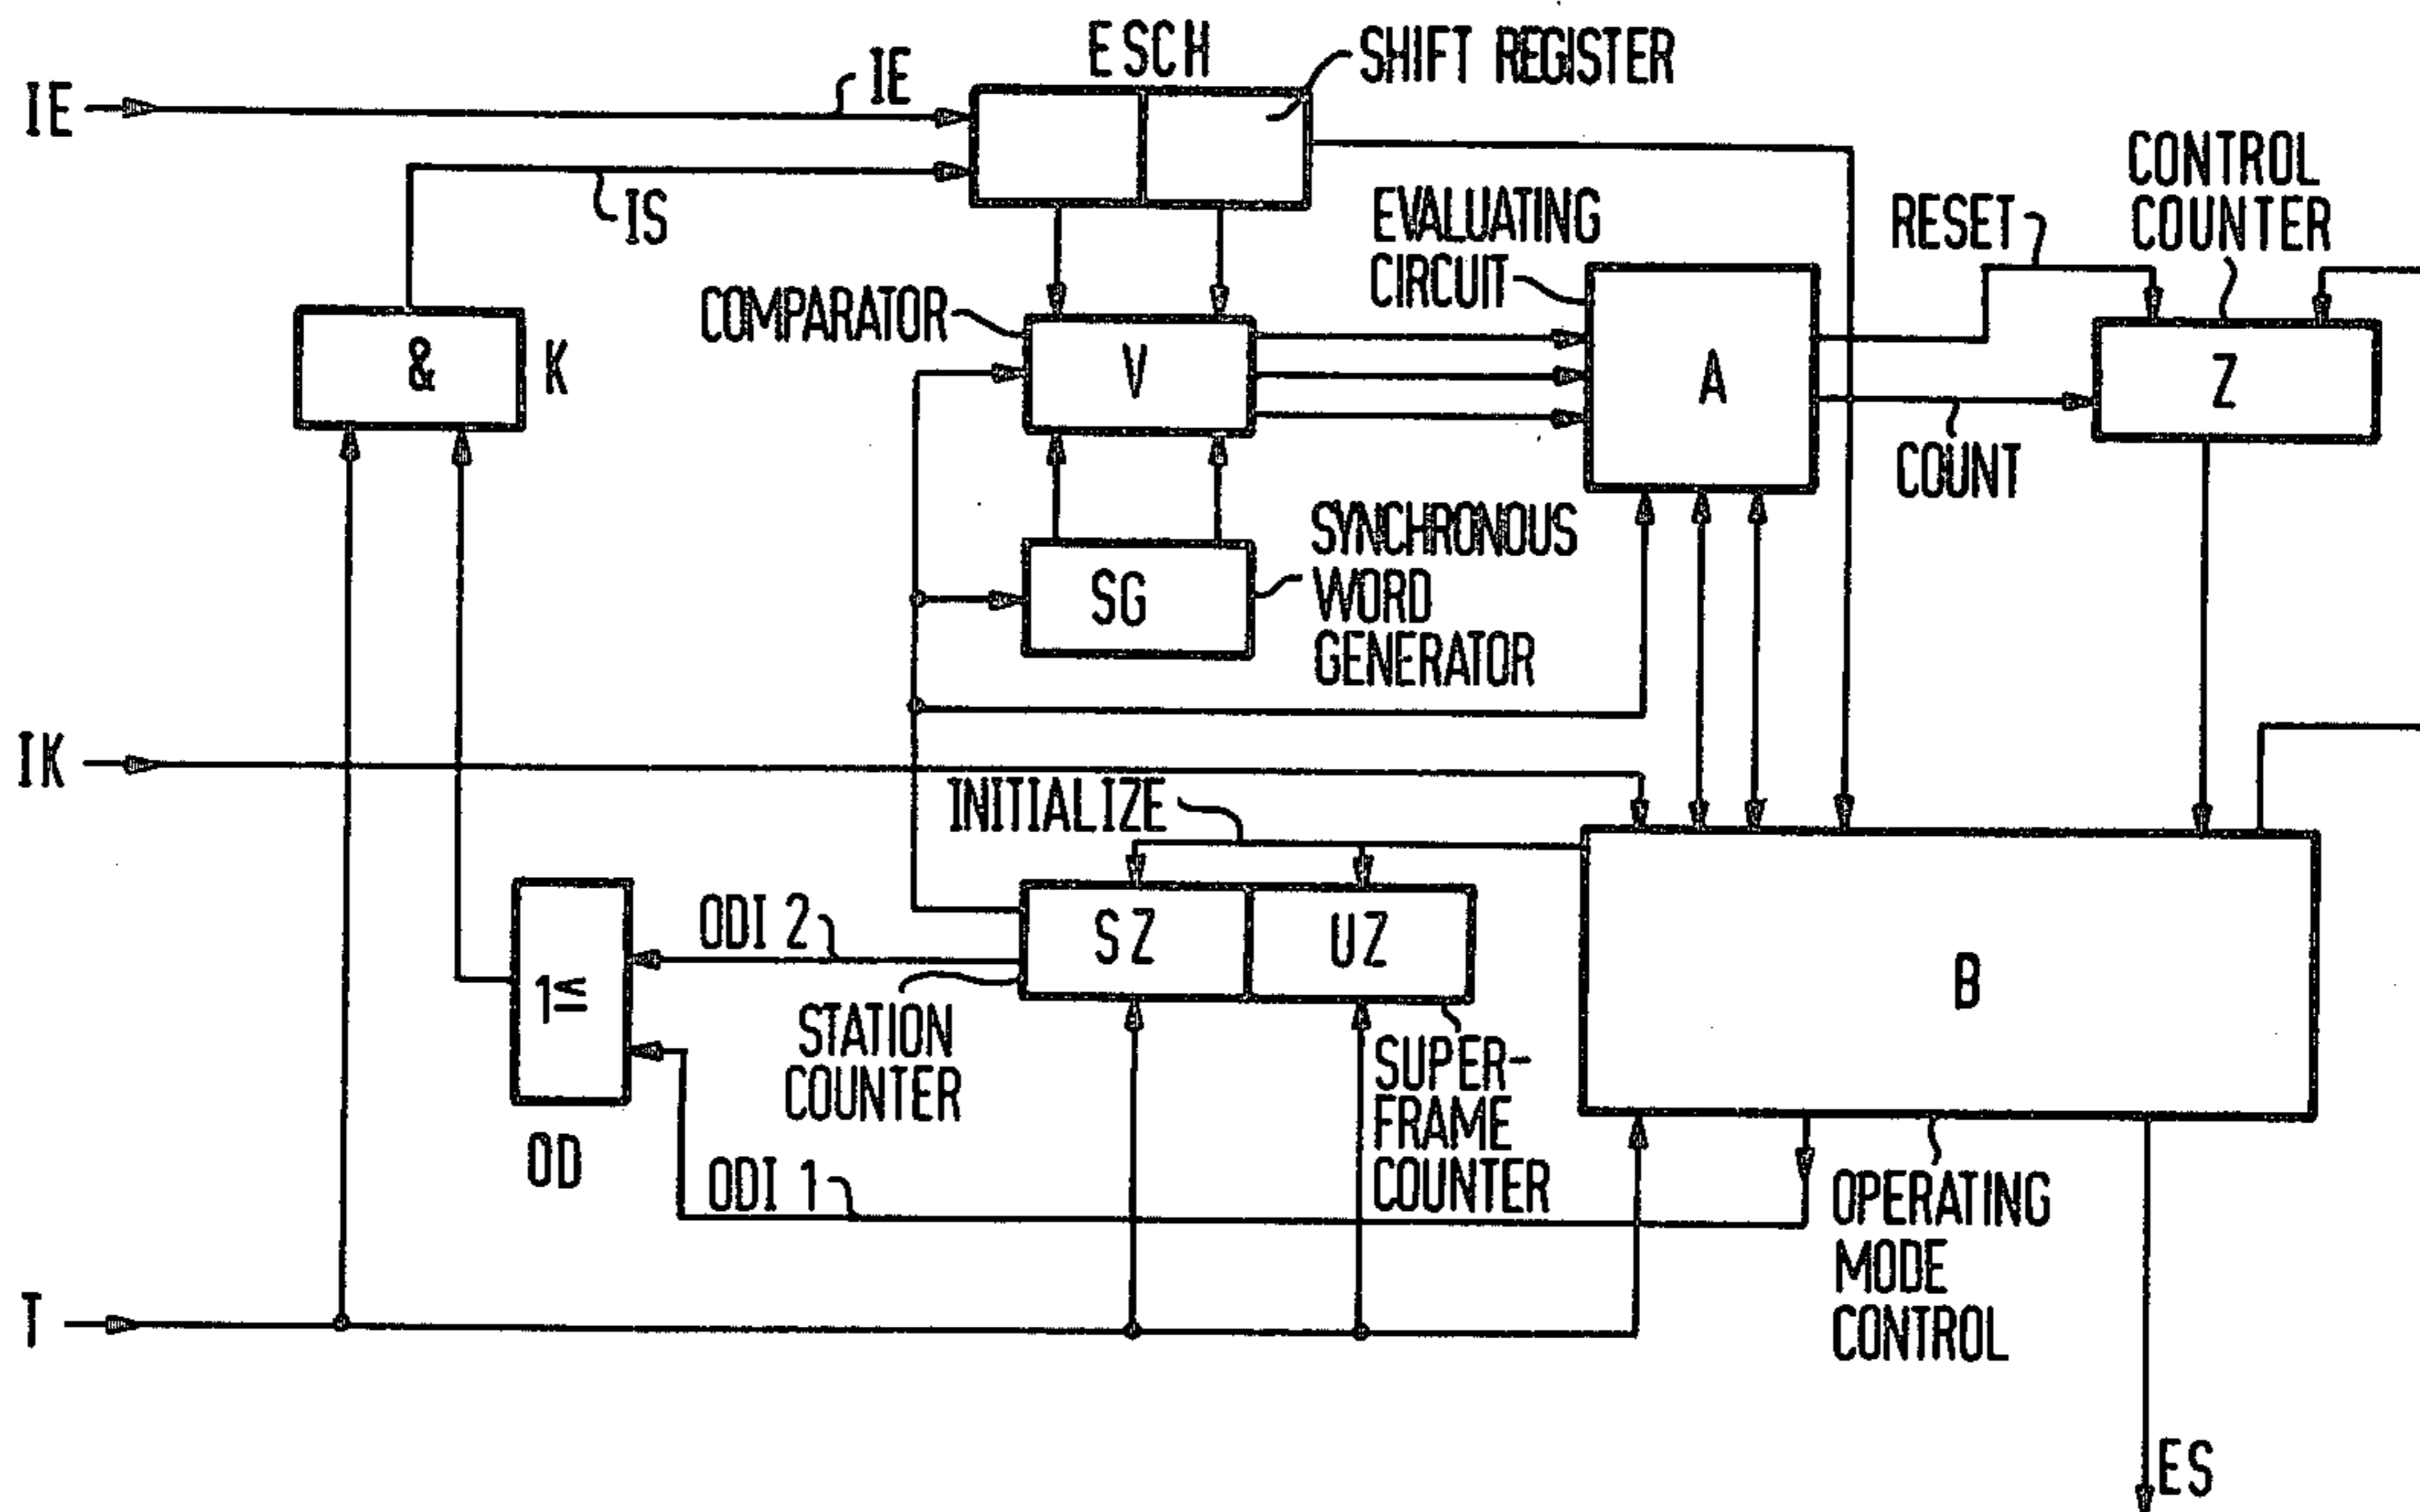 ESCH
SHIFT REGISTER
IE
IE
IS
CONTROL
COUNTER
RESET
EVALUATING
CIRCUIT
COMPARATOR
&
K
V
A
Z
COUNT
SYNCHRONOUS
WORD
GENERATOR
SG
IK
INITIALIZE
ODI 2
SZ
UZ
B
1≦
STATION
COUNTER
SUPER-
FRAME
COUNTER
OD
ODI 1
OPERATING
MODE
CONTROL
T
ES